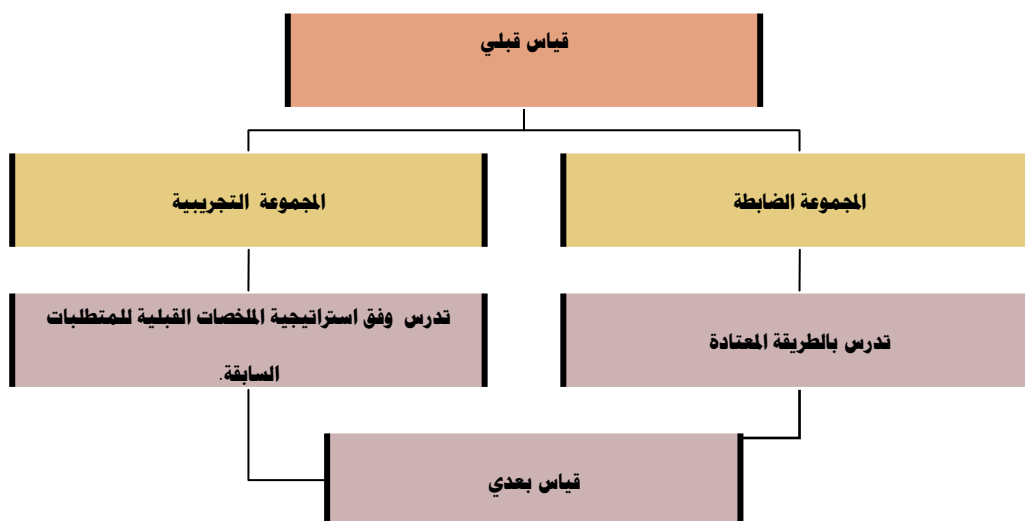 قياس قبلي
المجموعة الضابطة
المجموعة التجريبية
تدرس بالطريقة المعتادة
تدرس وفق استراتيجية الملخصات القبلية للمتطلبات
السابقة.
قياس بعدي